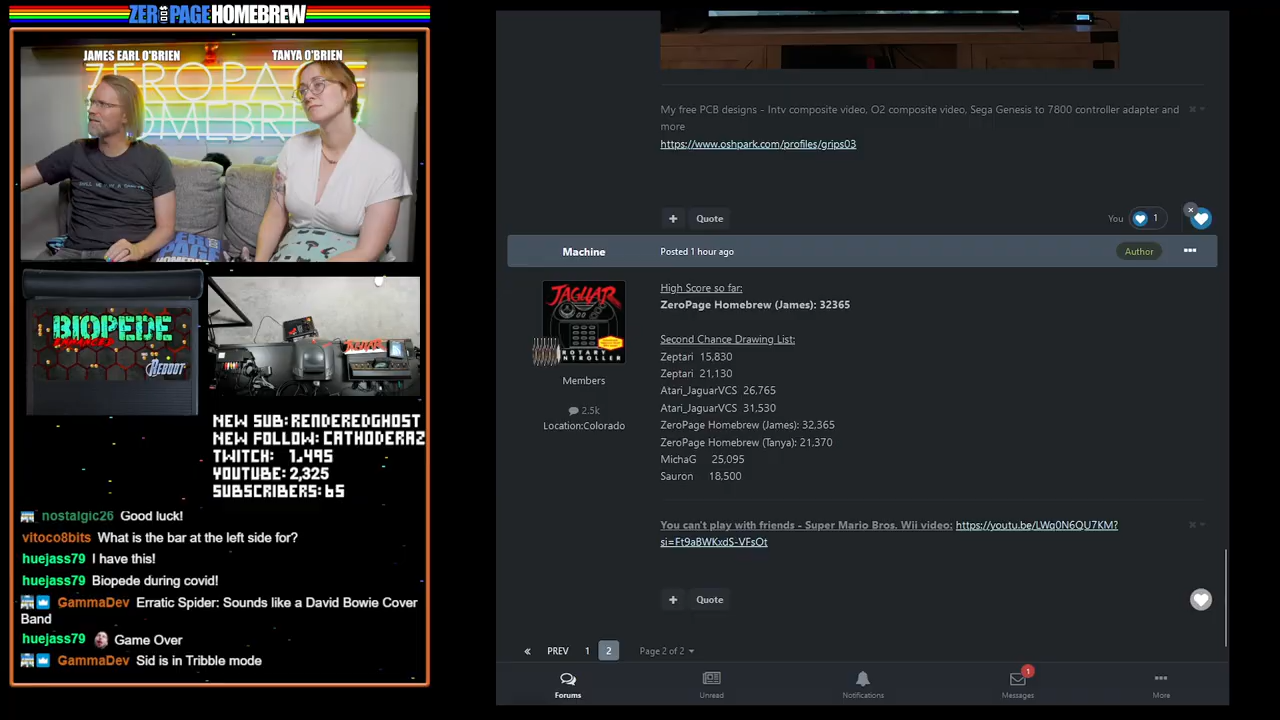 ZEROPAGE HOMEBREW
JAMES EARL O'BRIEN
TANYA O'BRIEN
ZEROPAGE
HOMEBREW
BIOPEDE
ENHANCED
REBOOT
JAGUAR
NEW SUB: RENDEREDGHOST
NEW FOLLOW: CATHODERAZ
TWITCH: 1,495
YOUTUBE: 2,325
SUBSCRIBERS: 65
nostalgic26 Good luck!
vitoco8bits What is the bar at the left side for?
huejass79 I have this!
huejass79 Biopede during covid!
GammaDev Erratic Spider: Sounds like a David Bowie Cover
Band
huejass79 Game Over
GammaDev Sid is in Tribble mode
My free PCB designs - Intv composite video, O2 composite video, Sega Genesis to 7800 controller adapter and
more
https://www.oshpark.com/profiles/grips03
+ Quote
You 1
Machine
Posted 1 hour ago
Author
JAGUAR
ROTARY
CONTROLLER
Members
2.5k
Location:Colorado
High Score so far:
ZeroPage Homebrew (James): 32365
Second Chance Drawing List:
Zeptari 15,830
Zeptari 21,130
Atari_JaguarVCS 26,765
Atari_JaguarVCS 31,530
ZeroPage Homebrew (James): 32,365
ZeroPage Homebrew (Tanya): 21,370
MichaG 25,095
Sauron 18,500
You can't play with friends - Super Mario Bros. Wii video: https://youtu.be/LWq0N6QU7KM?
si=Ft9aBWKxdS-VFsOt
+ Quote
« PREV 1 2 Page 2 of 2
Forums
Unread
Notifications
1
Messages
More